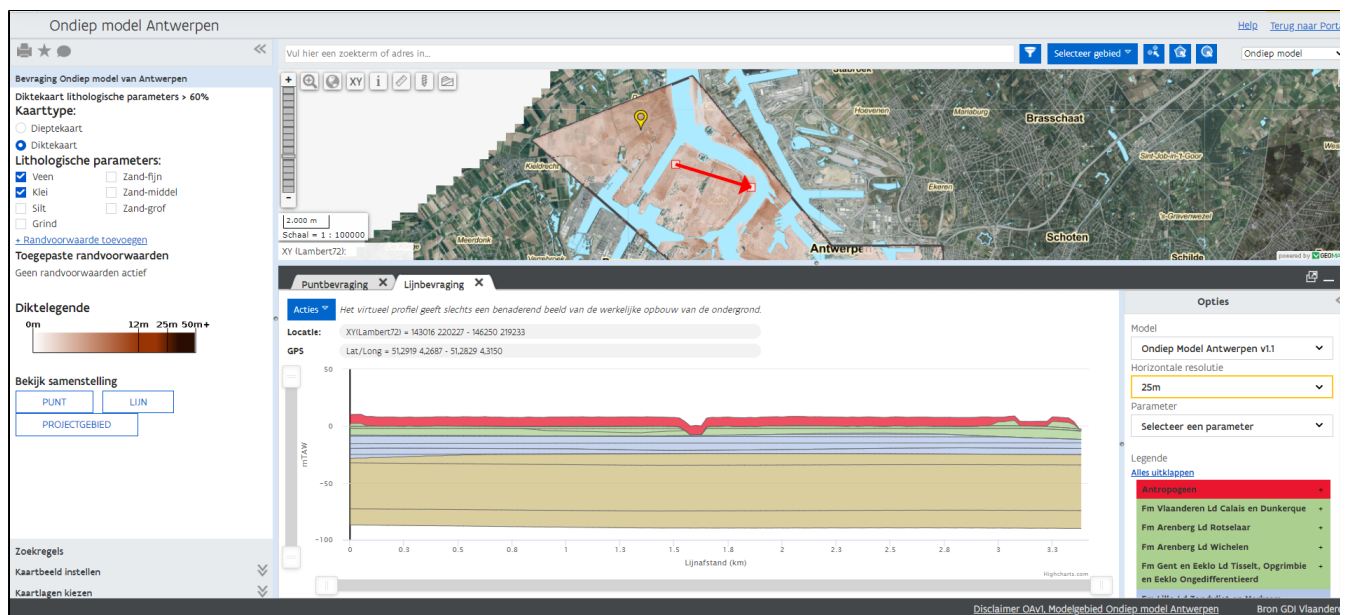 Ondiep model Antwerpen
Help Terug naar Porta
Vul hier een zoekterm of adres in...
Selecteer gebied
Ondiep model
Bevraging Ondiep model van Antwerpen
Diktekaart lithologische parameters > 60%
Kaarttype:
Dieptekaart
Diktekaart
Lithologische parameters:
Veen Zand-fijn
Klei Zand-middel
Silt Zand-grof
Grind
+ Randvoorwaarde toevoegen
Toegepaste randvoorwaarden
Geen randvoorwaarden actief
Diktelegende
0m 12m 25m 50m+
Bekijk samenstelling
PUNT LIJN
PROJECTGEBIED
Zoekregels
Kaartbeeld instellen
Kaartlagen kiezen
+ XY i
-
Stabroek
Hoevenen
Mariaburg
Brasschaat
Kieldrecht
Sint-Job-in-'t-Goor
Ekeren
's-Gravenwezel
Meerdonk
Schoten
Verrebroek
Antwerpe
Schilde
2.000 m
Schaal = 1 : 100000
XY (Lambert72):
powered by GEOMA
Puntbevraging X Lijnbevraging X
Acties Het virtueel profiel geeft slechts een benaderend beeld van de werkelijke opbouw van de ondergrond.
Locatie: XY(Lambert72) = 143016 220227 - 146250 219233
GPS Lat/Long = 51,2919 4,2687 - 51,2829 4,3150
50
0
mTAW
−50
−100
0 0.3 0.5 0.8 1 1.3 1.5 1.8 2 2.3 2.5 2.8 3 3.3
Lijnafstand (km)
Highcharts.com
Opties
Model
Ondiep Model Antwerpen v1.1
Horizontale resolutie
25m
Parameter
Selecteer een parameter
Legende
Alles uitklappen
Antropogeen +
Fm Vlaanderen Ld Calais en Dunkerque +
Fm Arenberg Ld Rotselaar +
Fm Arenberg Ld Wichelen +
Fm Gent en Eeklo Ld Tisselt, Opgrimbie +
en Eeklo Ongedifferentieerd
Disclaimer OAv1, Modelgebied Ondiep model Antwerpen Bron GDI Vlaandere